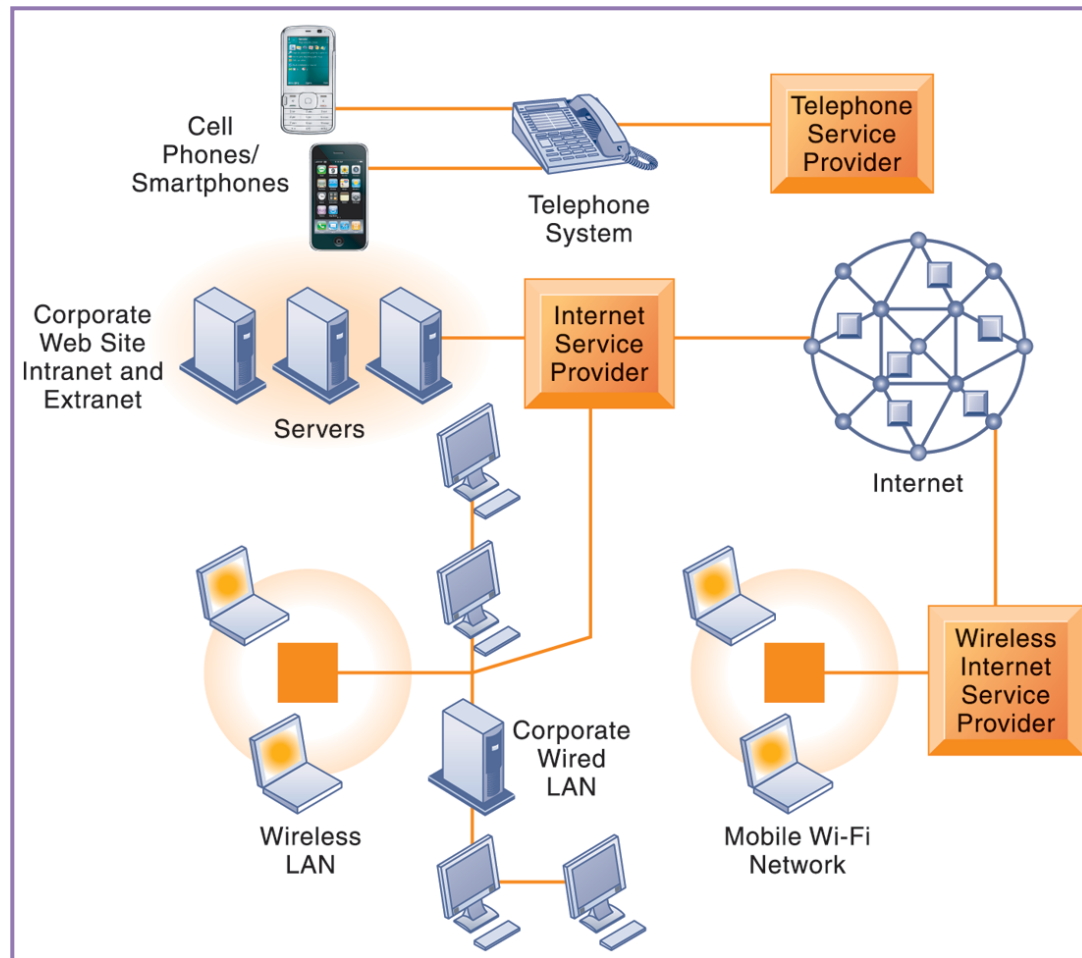 Cell
Phones/
Smartphones
Telephone
System
Telephone
Service
Provider
Corporate
Web Site
Intranet and
Extranet
Servers
Internet
Service
Provider
Internet
Wireless
LAN
Corporate
Wired
LAN
Mobile Wi-Fi
Network
Wireless
Internet
Service
Provider